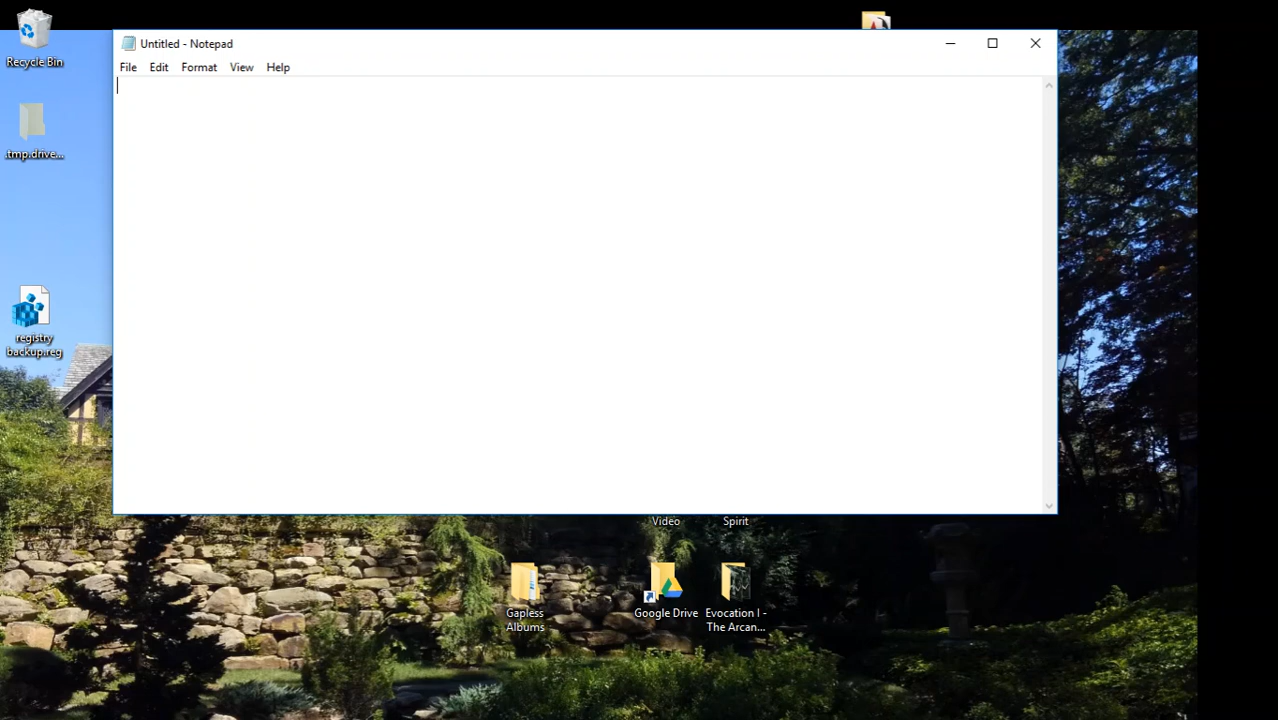 Recycle Bin
Untitled - Notepad
File Edit Format View Help
.tmp.drive...
registry
backup.reg
Video
Spirit
Gapless
Albums
Google Drive
Evocation I -
The Arcan...